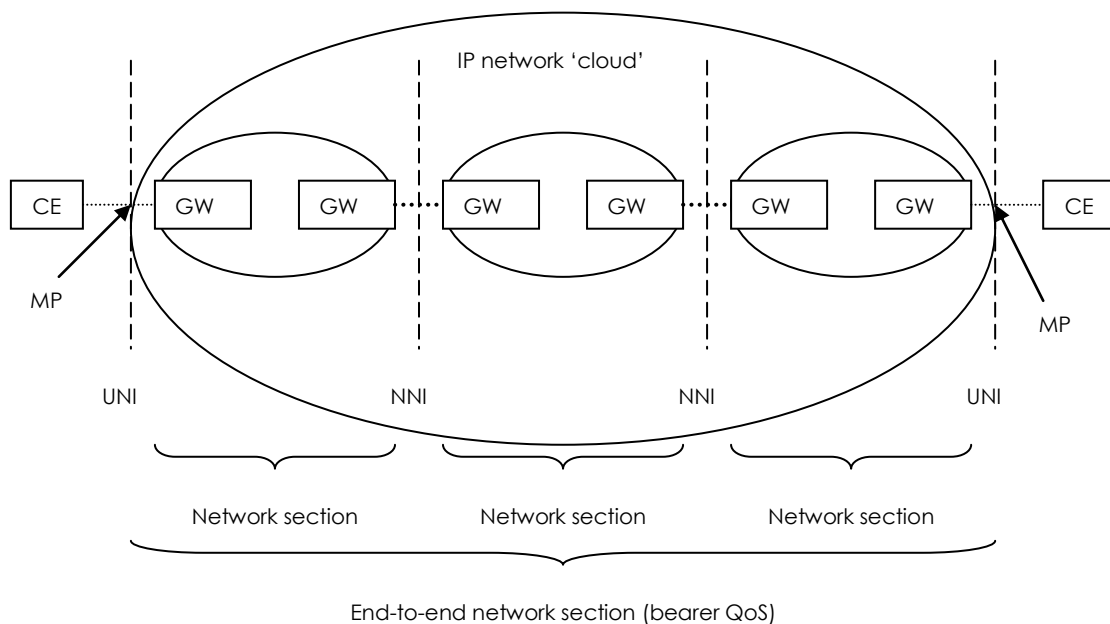 IP network ‘cloud’
CE GW GW GW GW GW GW CE
MP MP
UNI NNI NNI UNI
Network section Network section Network section
End-to-end network section (bearer QoS)